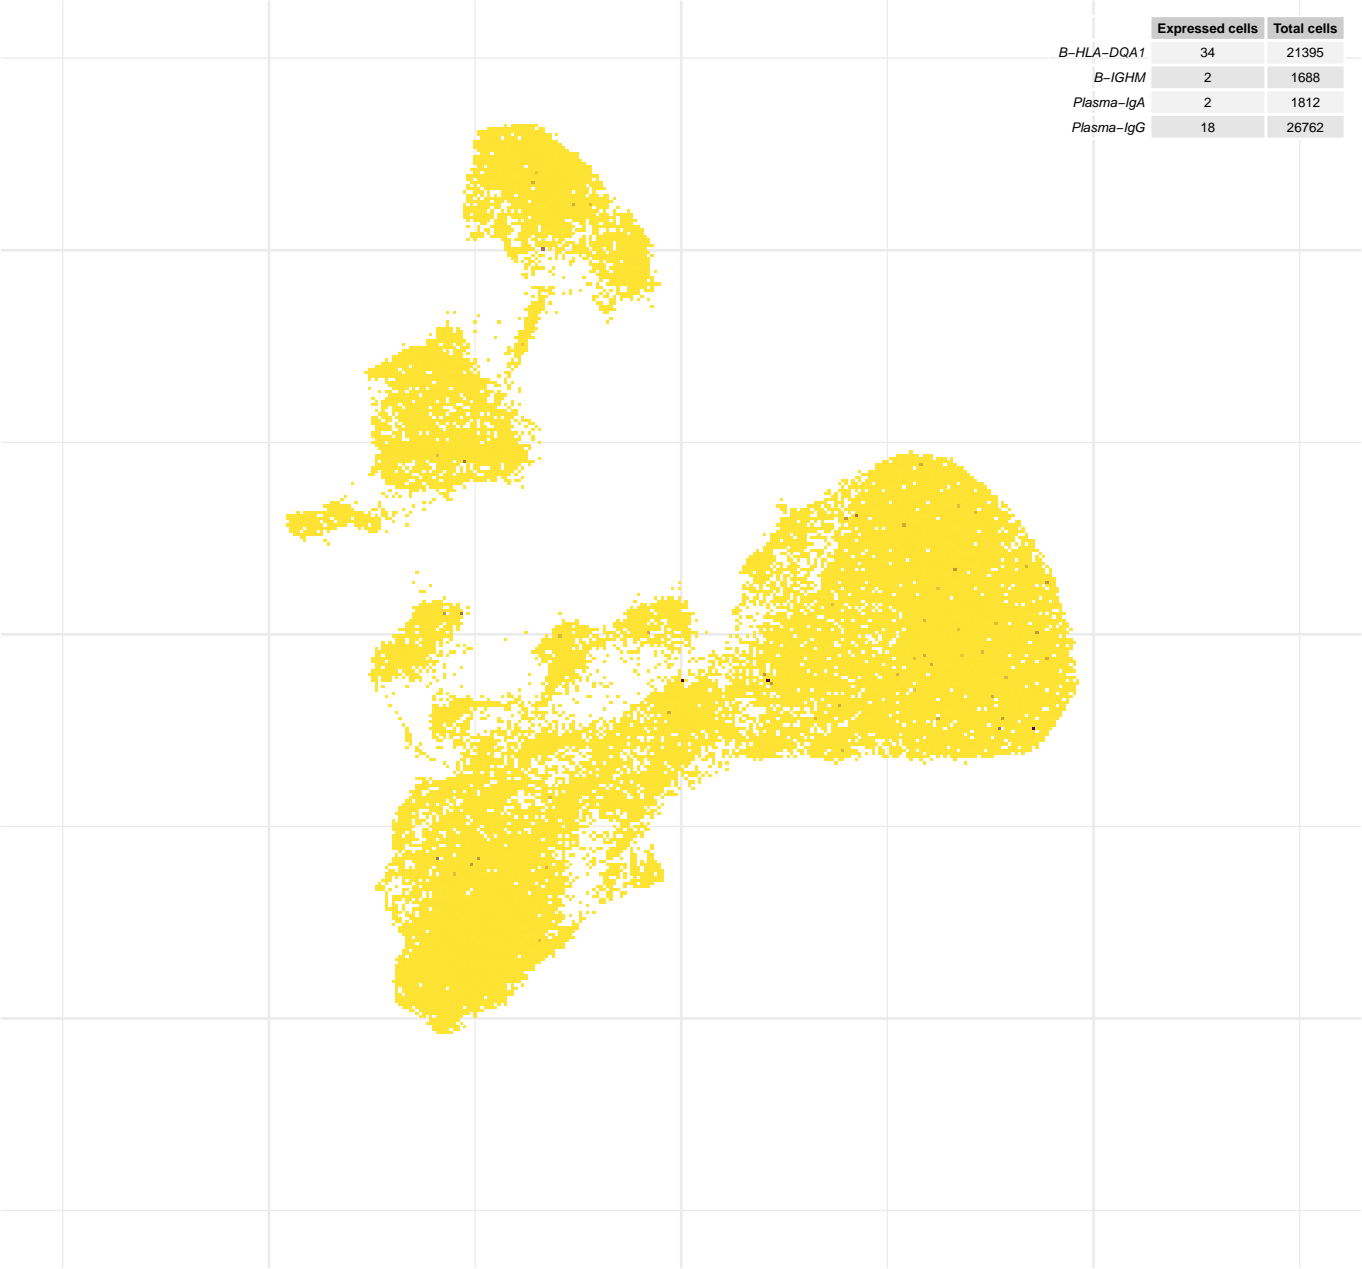 Expressed cells Total cells
B−HLA−DQA1 34 21395
B−IGHM 2 1688
Plasma−IgA 2 1812
Plasma−IgG 18 26762